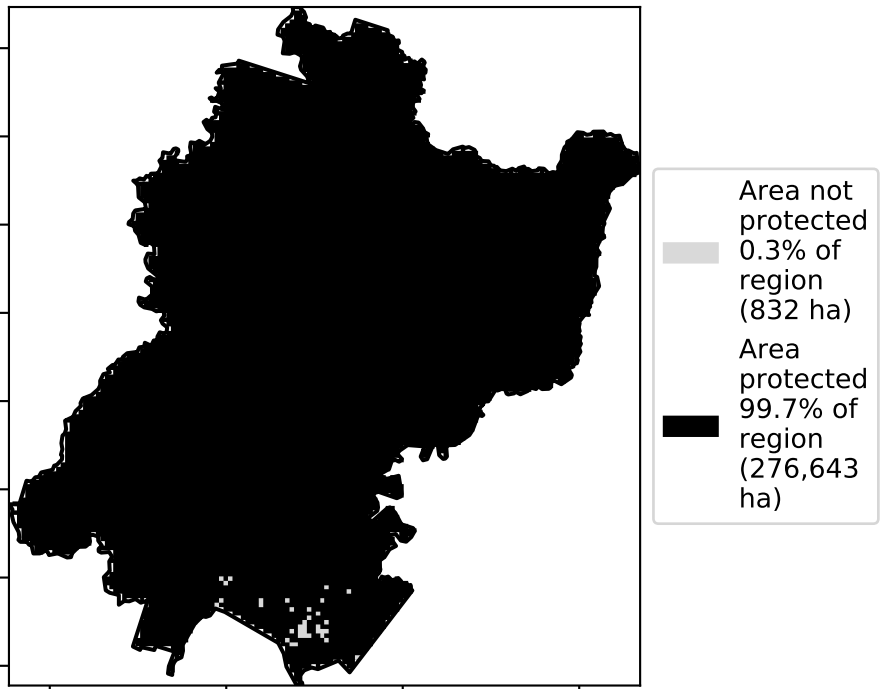 Area not
protected
0.3% of
region
(832 ha)
Area
protected
99.7% of
region
(276,643
ha)